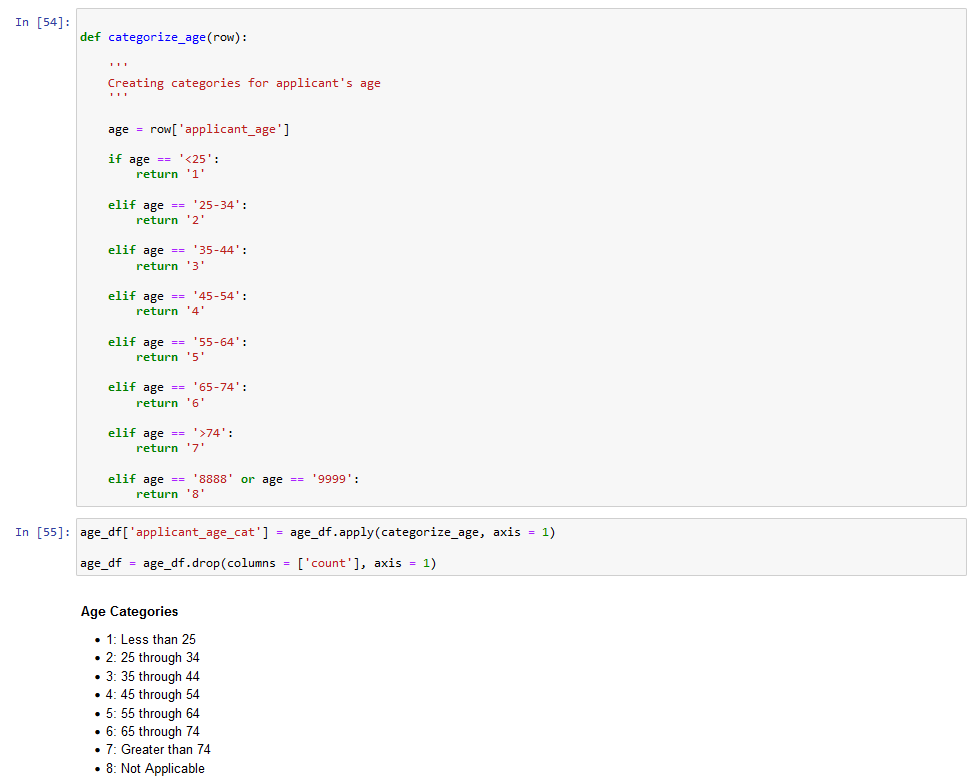 In [54]:
def categorize_age(row):
'''
Creating categories for applicant's age
'''
age = row['applicant_age']
if age == '<25':
return '1'
elif age == '25-34':
return '2'
elif age == '35-44':
return '3'
elif age == '45-54':
return '4'
elif age == '55-64':
return '5'
elif age == '65-74':
return '6'
elif age == '>74':
return '7'
elif age == '8888' or age == '9999':
return '8'
In [55]: age_df['applicant_age_cat'] = age_df.apply(categorize_age, axis = 1)
age_df = age_df.drop(columns = ['count'], axis = 1)
Age Categories
• 1: Less than 25
• 2: 25 through 34
• 3: 35 through 44
• 4: 45 through 54
• 5: 55 through 64
• 6: 65 through 74
• 7: Greater than 74
• 8: Not Applicable